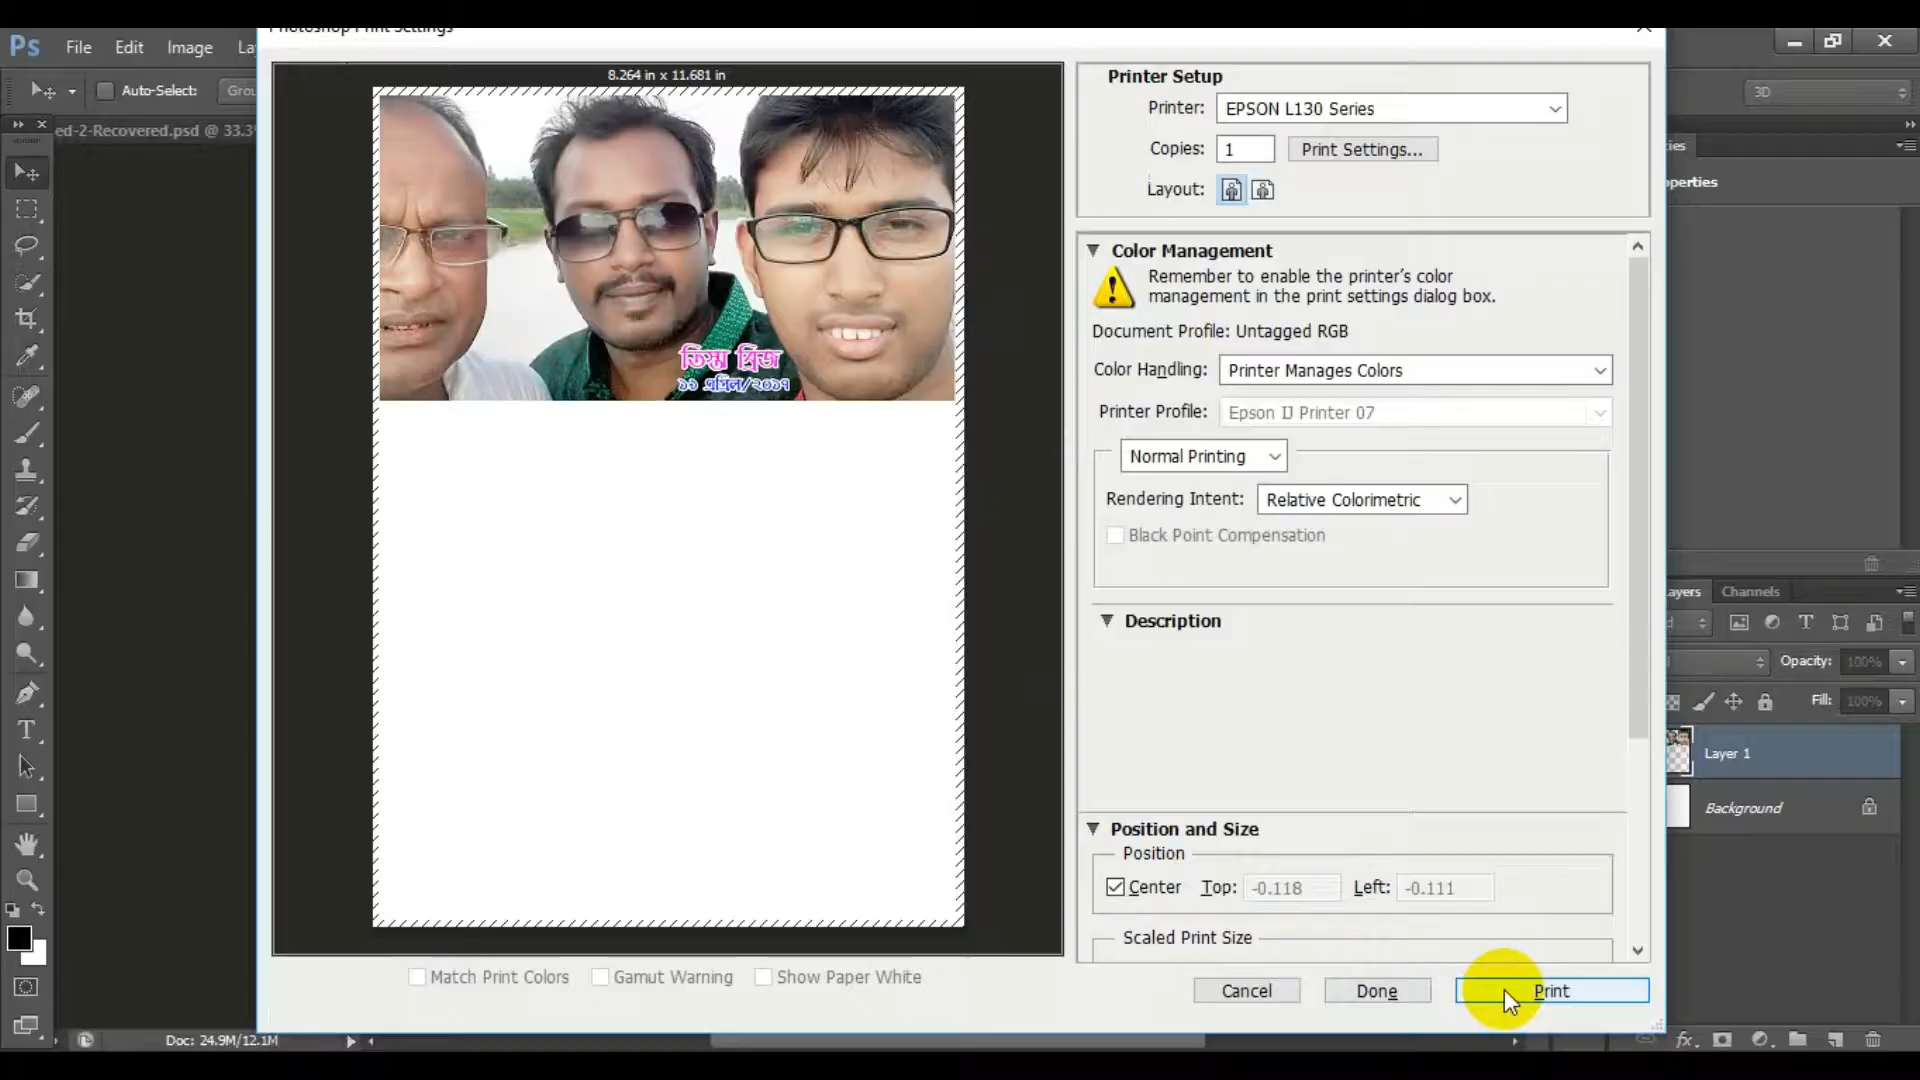 Photoshop Print Settings
Ps File Edit Image
Auto-Select:
3D
ed-2-Recovered.psd @ 33.3
8.264 in x 11.681 in
তিস্তা ব্রিজ
১১ এপ্রিল/২০১৭
Printer Setup
Printer: EPSON L130 Series
Copies: 1 Print Settings...
Layout:
Color Management
Remember to enable the printer's color
management in the print settings dialog box.
Document Profile: Untagged RGB
Color Handling: Printer Manages Colors
Printer Profile: Epson IJ Printer 07
Normal Printing
Rendering Intent: Relative Colorimetric
Black Point Compensation
Description
Position and Size
Position
Center Top: -0.118 Left: -0.111
Scaled Print Size
Match Print Colors Gamut Warning Show Paper White
Cancel Done Print
Doc: 24.9M/12.1M
ties
operties
ayers Channels
Opacity: 100%
Fill: 100%
Layer 1
Background
fx